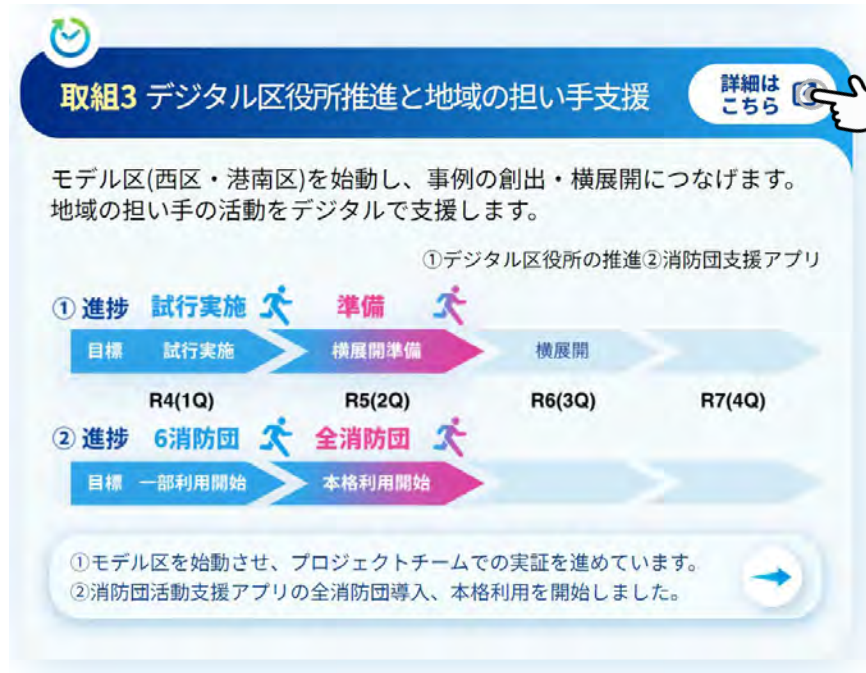 取組3 デジタル区役所推進と地域の担い手支援
詳細は
こちら
モデル区(西区・港南区)を始動し、事例の創出・横展開につなげます。
地域の担い手の活動をデジタルで支援します。
①デジタル区役所の推進②消防団支援アプリ
① 進捗 試行実施 準備
目標 試行実施 横展開準備 横展開
R4(1Q) R5(2Q) R6(3Q) R7(4Q)
② 進捗 6消防団 全消防団
目標 一部利用開始 本格利用開始
①モデル区を始動させ、プロジェクトチームでの実証を進めています。
②消防団活動支援アプリの全消防団導入、本格利用を開始しました。